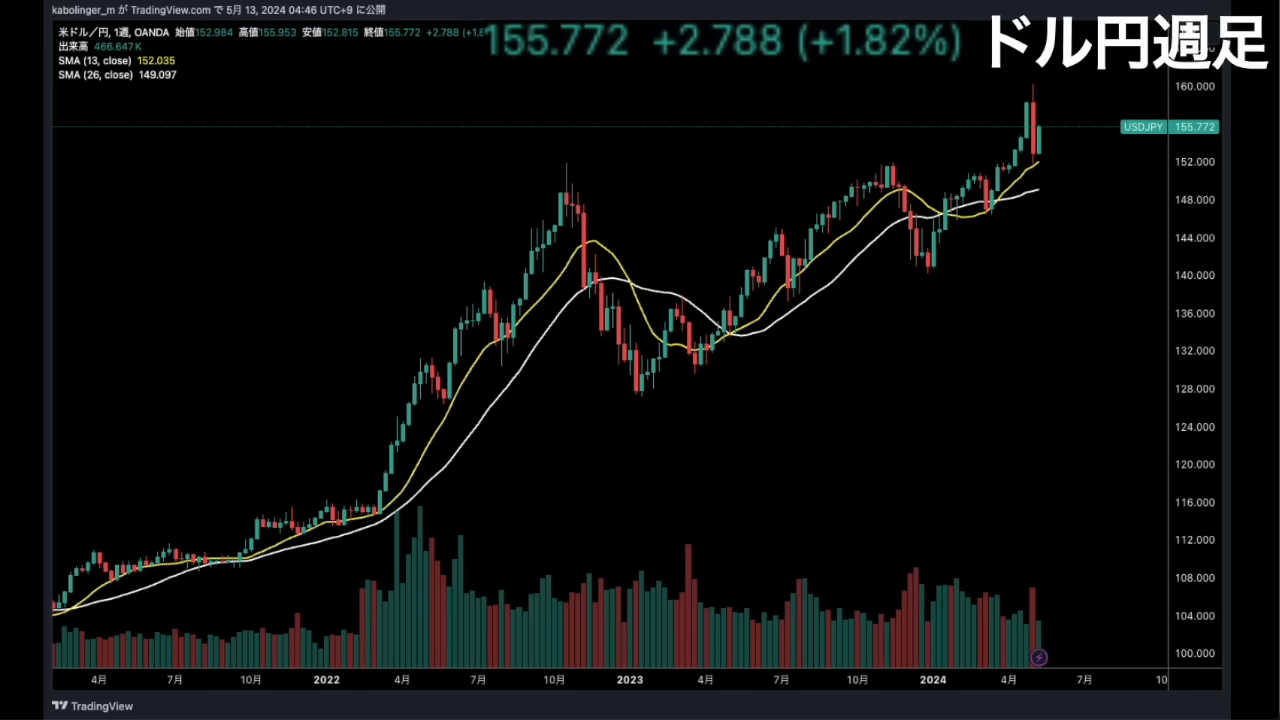 kabolinger_m が TradingView.com で 5月 13, 2024 04:46 UTC+9 に公開
ドル円週足
米ドル／円, 1週, OANDA 始値152.984 高値155.953 安値152.815 終値155.772 +2.788
155.772 +2.788 (+1.82%)
出来高 466.647K
SMA (13, close) 152.035
SMA (26, close) 149.097
160.000
USDJPY 155.772
152.000
148.000
144.000
140.000
136.000
132.000
128.000
124.000
120.000
116.000
112.000
108.000
104.000
100.000
4月 7月 10月 2022 4月 7月 10月 2023 4月 7月 10月 2024 4月 7月 10
TradingView